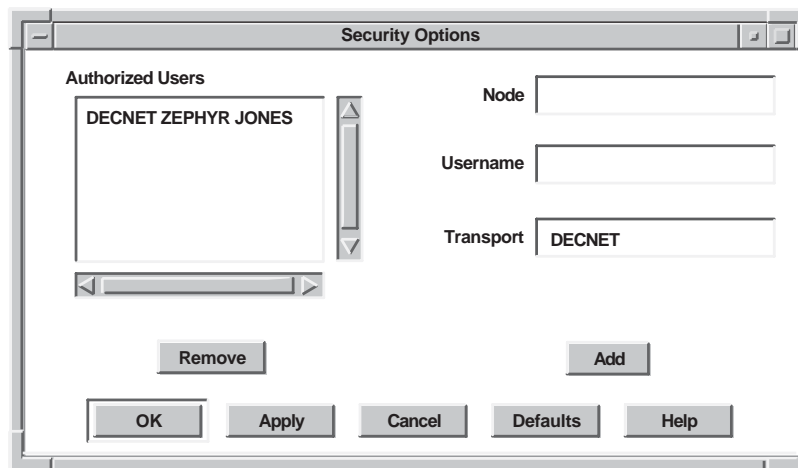 Security Options
Authorized Users
DECNET ZEPHYR JONES
Node
Username
Transport
DECNET
Remove
Add
OK
Apply
Cancel
Defaults
Help